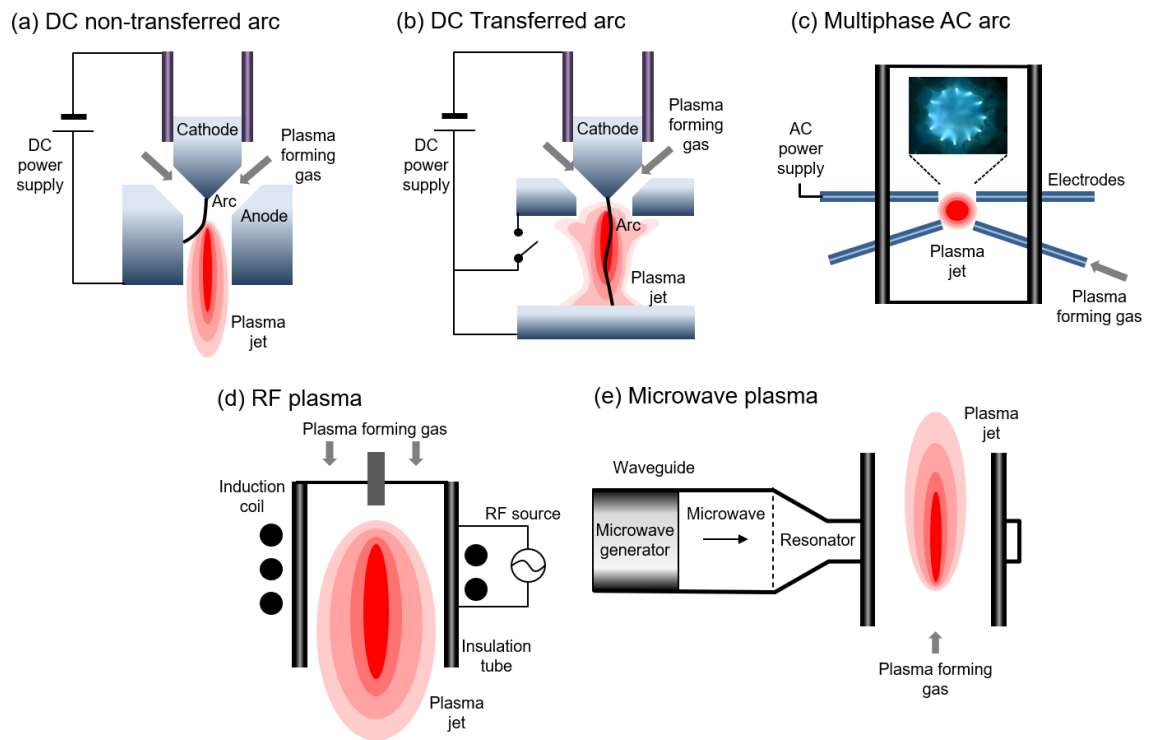 (a) DC non-transferred arc
DC
power
supply
Cathode
Plasma
forming
gas
Arc
Anode
Plasma
jet
(b) DC Transferred arc
DC
power
supply
Cathode
Plasma
forming
gas
Arc
Plasma
jet
(c) Multiphase AC arc
AC
power
supply
Electrodes
Plasma
jet
Plasma
forming gas
(d) RF plasma
Plasma forming gas
Induction
coil
RF source
Insulation
tube
Plasma
jet
(e) Microwave plasma
Plasma
jet
Waveguide
Microwave
generator
Microwave
Resonator
Plasma forming
gas